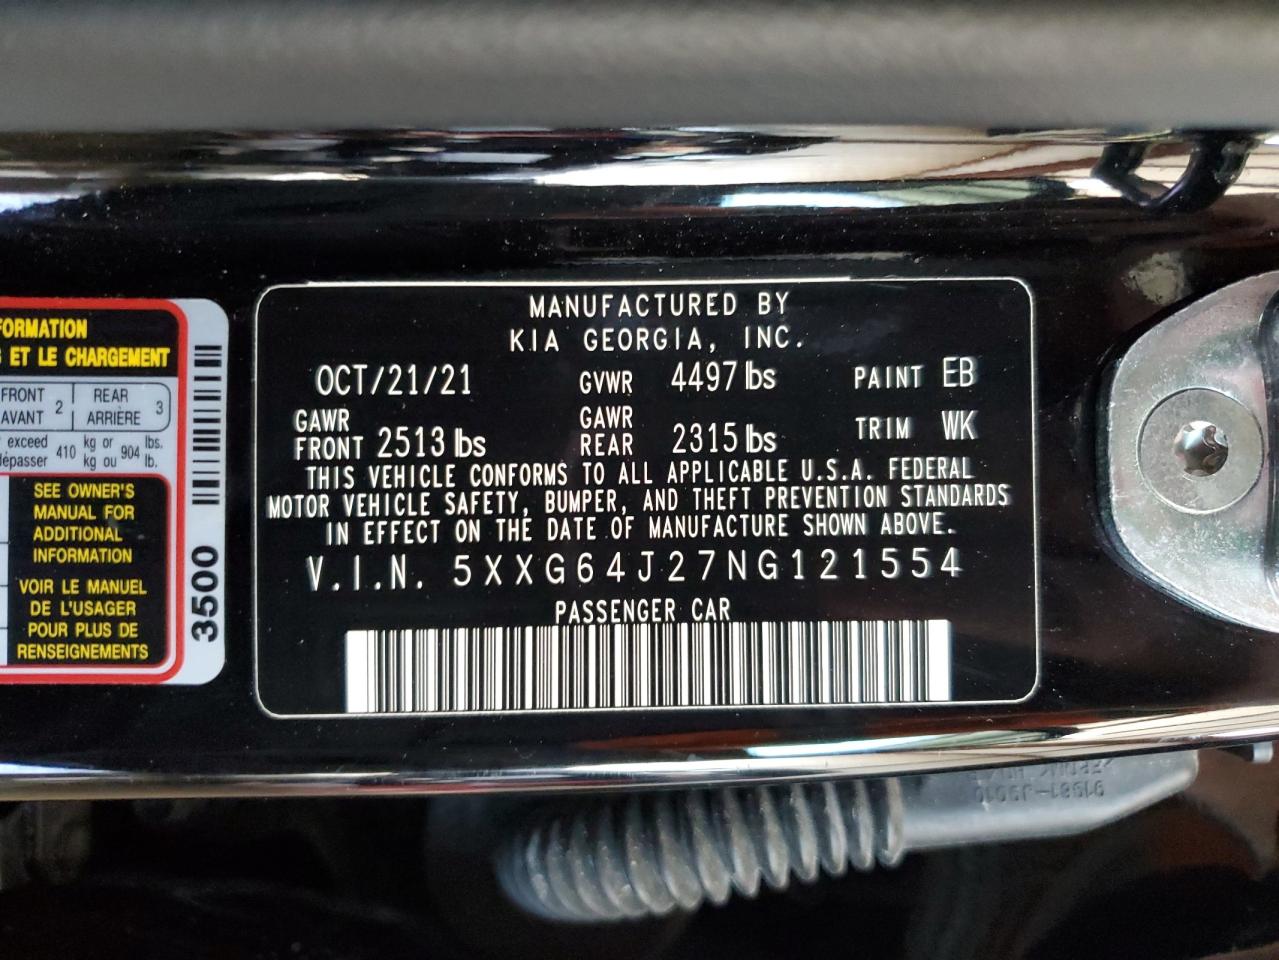 FORMATION
S ET LE CHARGEMENT
FRONT
AVANT 2
REAR
ARRIÈRE 3
exceed 410 kg or 904 lbs.
dépasser kg ou lb.
SEE OWNER'S
MANUAL FOR
ADDITIONAL
INFORMATION
VOIR LE MANUEL
DE L'USAGER
POUR PLUS DE
RENSEIGNEMENTS
3500
MANUFACTURED BY
KIA GEORGIA, INC.
OCT/21/21 GVWR 4497 lbs PAINT EB
GAWR
FRONT 2513 lbs
GAWR
REAR 2315 lbs
TRIM WK
THIS VEHICLE CONFORMS TO ALL APPLICABLE U.S.A. FEDERAL
MOTOR VEHICLE SAFETY, BUMPER, AND THEFT PREVENTION STANDARDS
IN EFFECT ON THE DATE OF MANUFACTURE SHOWN ABOVE.
V.I.N. 5XXG64J27NG121554
PASSENGER CAR
91981-J9010